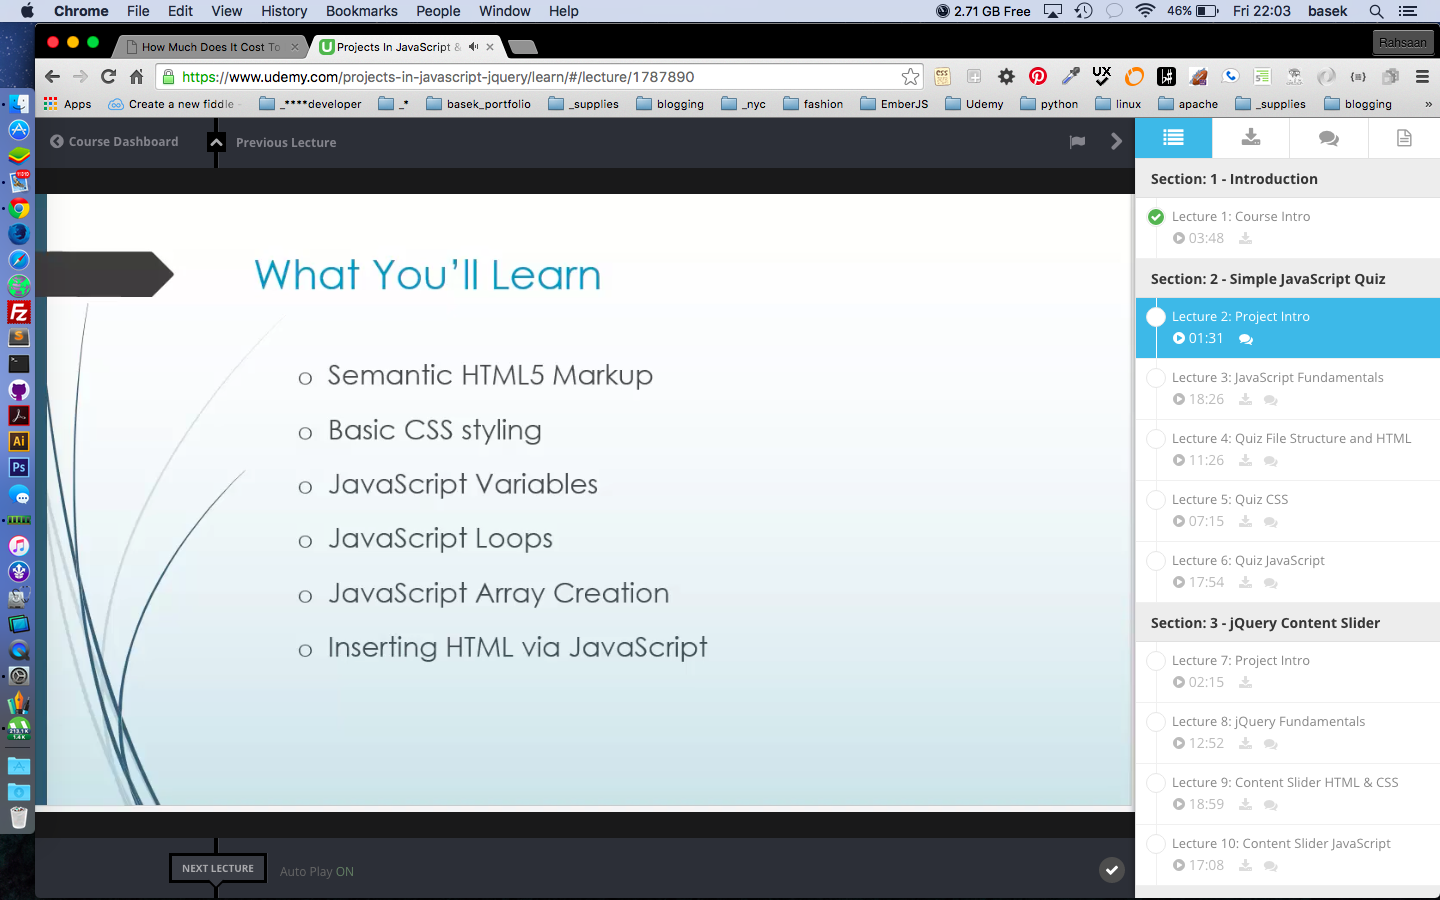 Chrome File Edit View History Bookmarks People Window Help 2.71 GB Free 46% Fri 22:03 basek
How Much Does It Cost To Projects In JavaScript & Rahsaan
https://www.udemy.com/projects-in-javascript-jquery/learn/#/lecture/1787890
Apps Create a new fiddle - _****developer _* basek_portfolio _supplies blogging _nyc fashion EmberJS Udemy python linux apache _supplies blogging »
Course Dashboard Previous Lecture
What You'll Learn
o Semantic HTML5 Markup
o Basic CSS styling
o JavaScript Variables
o JavaScript Loops
o JavaScript Array Creation
o Inserting HTML via JavaScript
NEXT LECTURE Auto Play ON
Section: 1 - Introduction
Lecture 1: Course Intro
03:48
Section: 2 - Simple JavaScript Quiz
Lecture 2: Project Intro
01:31
Lecture 3: JavaScript Fundamentals
18:26
Lecture 4: Quiz File Structure and HTML
11:26
Lecture 5: Quiz CSS
07:15
Lecture 6: Quiz JavaScript
17:54
Section: 3 - jQuery Content Slider
Lecture 7: Project Intro
02:15
Lecture 8: jQuery Fundamentals
12:52
Lecture 9: Content Slider HTML & CSS
18:59
Lecture 10: Content Slider JavaScript
17:08
UX
Fz
S
Ai
Ps